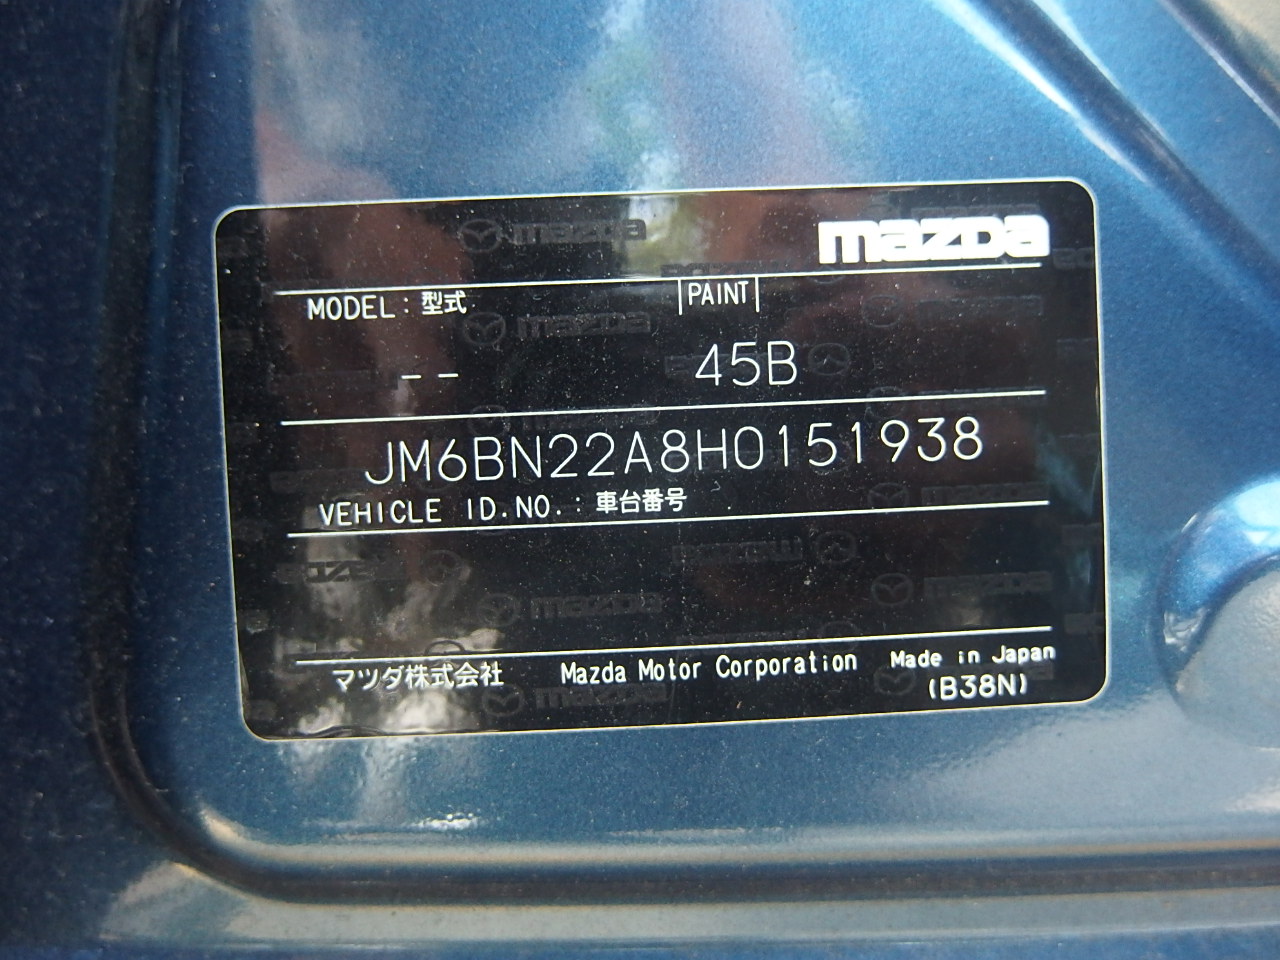 mazda
MODEL : 型式 PAINT
-- 45B
JM6BN22A8H0151938
VEHICLE ID.NO. : 車台番号
マツダ株式会社 Mazda Motor Corporation Made in Japan
(B38N)